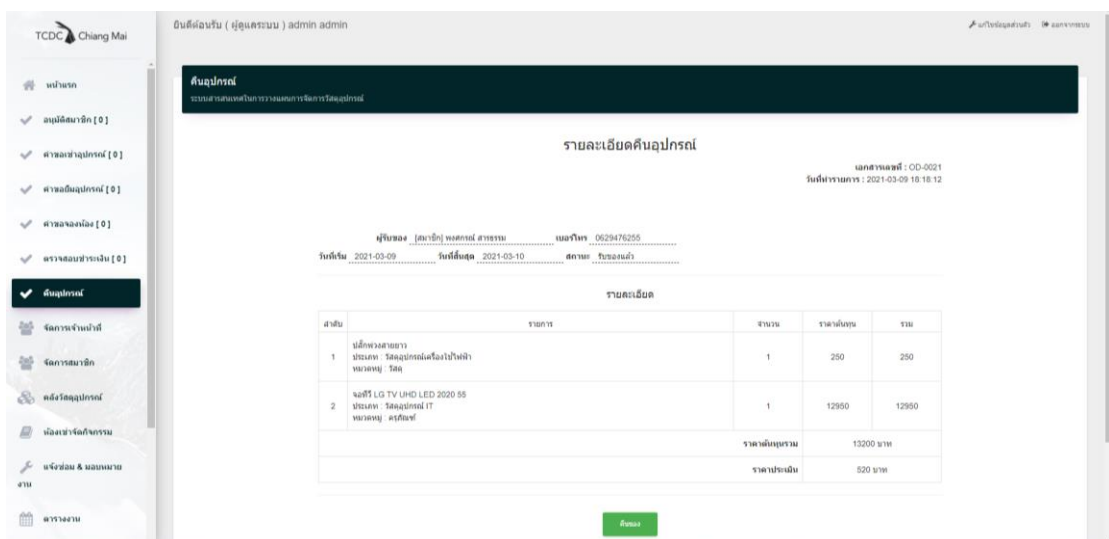 TCDC Chiang Mai
ยินดีต้อนรับ ( ผู้ดูแลระบบ ) admin admin
แก้ไขข้อมูลส่วนตัว ออกจากระบบ
หน้าแรก
อนุมัติสมาชิก [ 0 ]
คำขอเช่าอุปกรณ์ [ 0 ]
คำขอยืมอุปกรณ์ [ 0 ]
คำขอจองห้อง [ 0 ]
ตรวจสอบชำระเงิน [ 0 ]
คืนอุปกรณ์
จัดการเจ้าหน้าที่
จัดการสมาชิก
คลังวัสดุอุปกรณ์
ห้องเช่าจัดกิจกรรม
แจ้งซ่อม & มอบหมาย
งาน
ตารางงาน
คืนอุปกรณ์
ระบบสารสนเทศในการวางแผนการจัดการวัสดุอุปกรณ์
รายละเอียดคืนอุปกรณ์
เอกสารเลขที่ : OD-0021
วันที่ทำรายการ : 2021-03-09 16:18:12
ผู้รับของ [สมาชิก] พงศกรณ์ สารธรรม เบอร์โทร 0629476255
วันที่เริ่ม 2021-03-09 วันที่สิ้นสุด 2021-03-10 สถานะ รับของแล้ว
รายละเอียด
ลำดับ รายการ จำนวน ราคาต้นทุน รวม
1 ปลั๊กพ่วงสายยาว 1 250 250
ประเภท : วัสดุอุปกรณ์เครื่องใช้ไฟฟ้า
หมวดหมู่ : วัสดุ
2 จอทีวี LG TV UHD LED 2020 55 1 12950 12950
ประเภท : วัสดุอุปกรณ์ IT
หมวดหมู่ : ครุภัณฑ์
ราคาต้นทุนรวม 13200 บาท
ราคาประเมิน 520 บาท
คืนของ